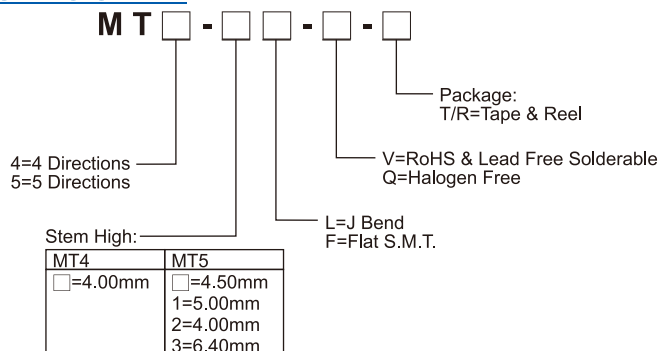 MT□-□□-□-□
Package:
T/R=Tape & Reel
4=4 Directions
5=5 Directions
V=RoHS & Lead Free Solderable
Q=Halogen Free
L=J Bend
F=Flat S.M.T.
Stem High:
MT4 MT5
□=4.00mm □=4.50mm
1=5.00mm
2=4.00mm
3=6.40mm